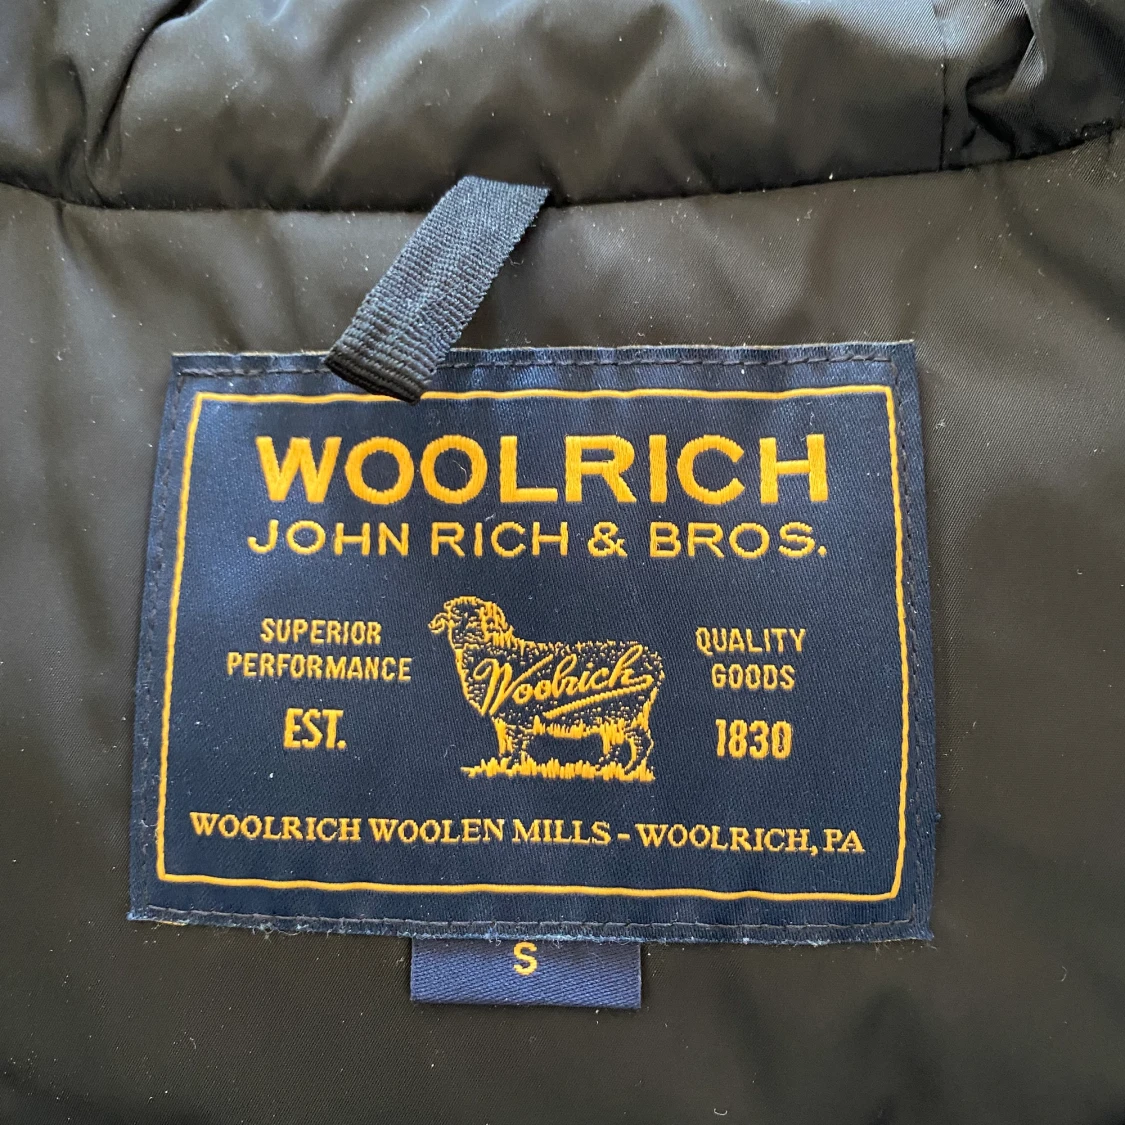 WOOLRICH
JOHN RICH & BROS.
SUPERIOR
PERFORMANCE
EST.
Woolrich
QUALITY
GOODS
1830
WOOLRICH WOOLEN MILLS - WOOLRICH, PA
S